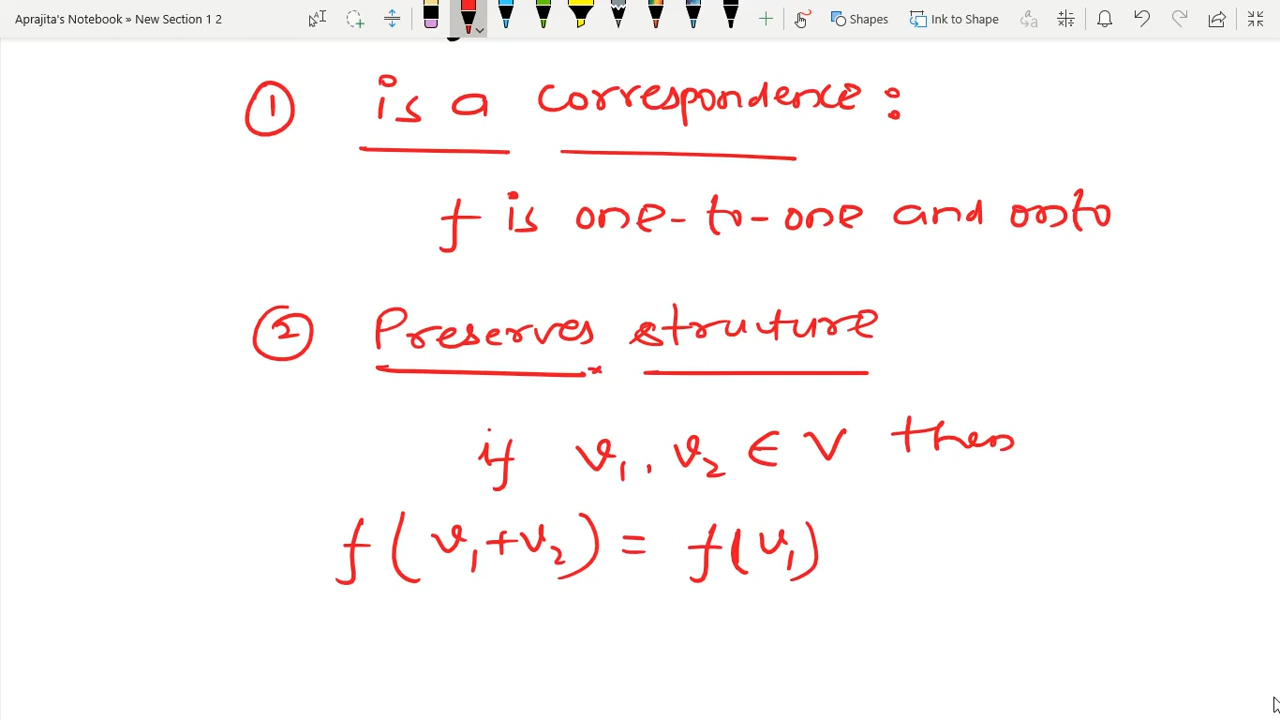 Aprajita's Notebook » New Section 1 2
Shapes
Ink to Shape
① is a correspondence:
f is one-to-one and onto
② Preserves structure
if v₁, v₂ ∈ V then
f(v₁+v₂) = f(v₁)